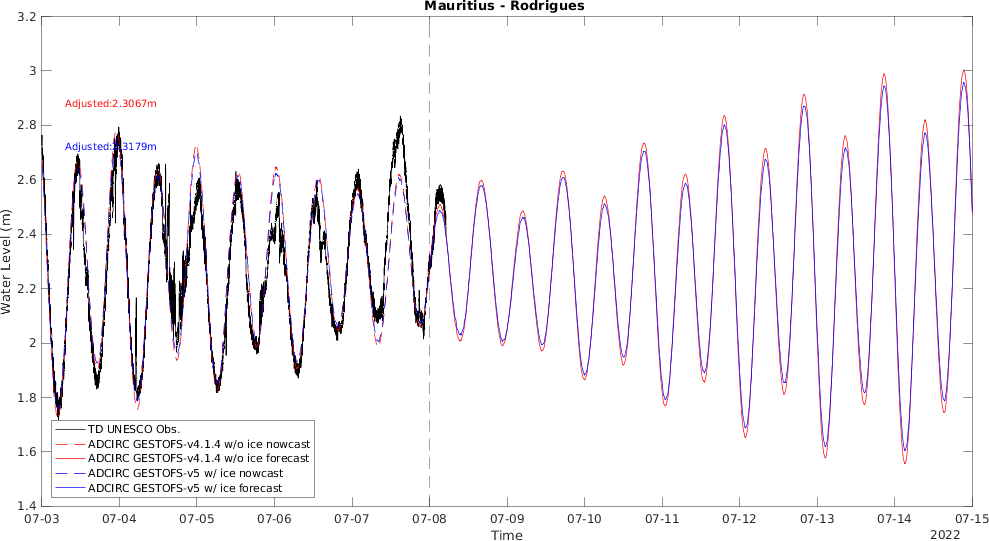 Mauritius - Rodrigues
3.2
3
2.8
2.6
2.4
2.2
2
1.8
1.6
1.4
Water Level (m)
Adjusted:2.3067m
Adjusted:2.3179m
TD UNESCO Obs.
ADCIRC GESTOFS-v4.1.4 w/o ice nowcast
ADCIRC GESTOFS-v4.1.4 w/o ice forecast
ADCIRC GESTOFS-v5 w/ ice nowcast
ADCIRC GESTOFS-v5 w/ ice forecast
07-03 07-04 07-05 07-06 07-07 07-08 07-09 07-10 07-11 07-12 07-13 07-14 07-15
Time
2022